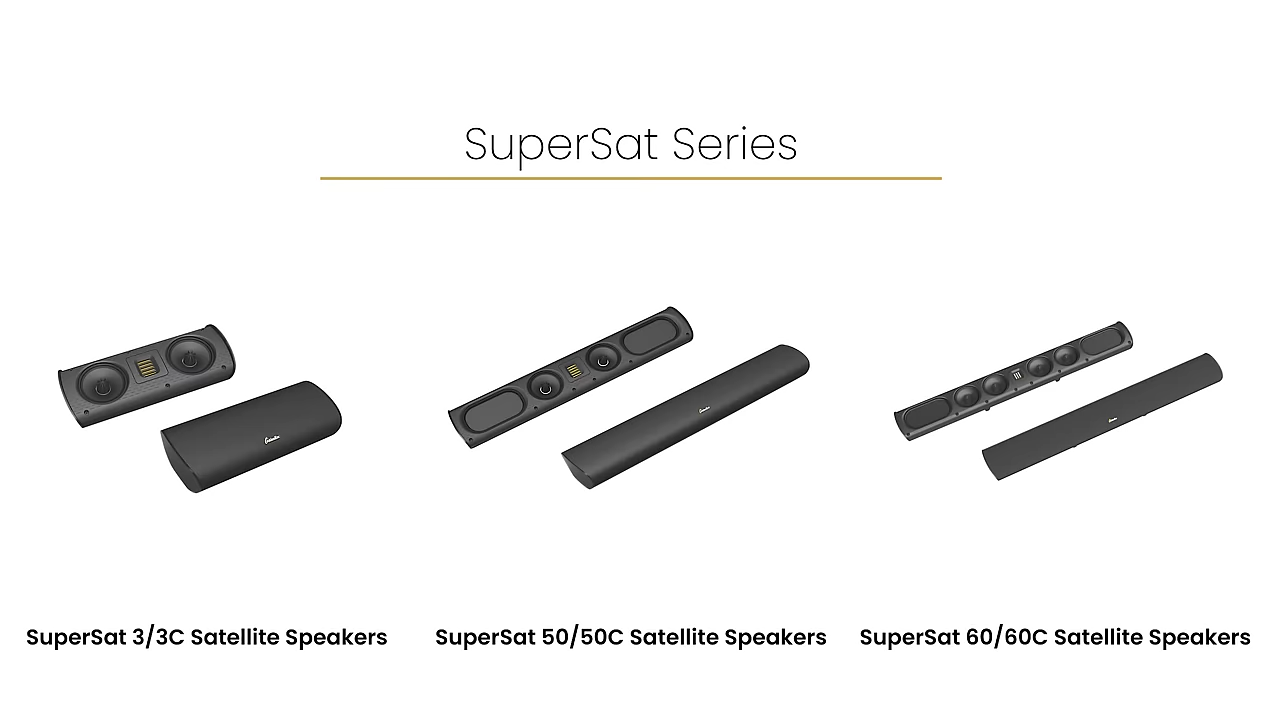 SuperSat Series
SuperSat 3/3C Satellite Speakers
SuperSat 50/50C Satellite Speakers
SuperSat 60/60C Satellite Speakers